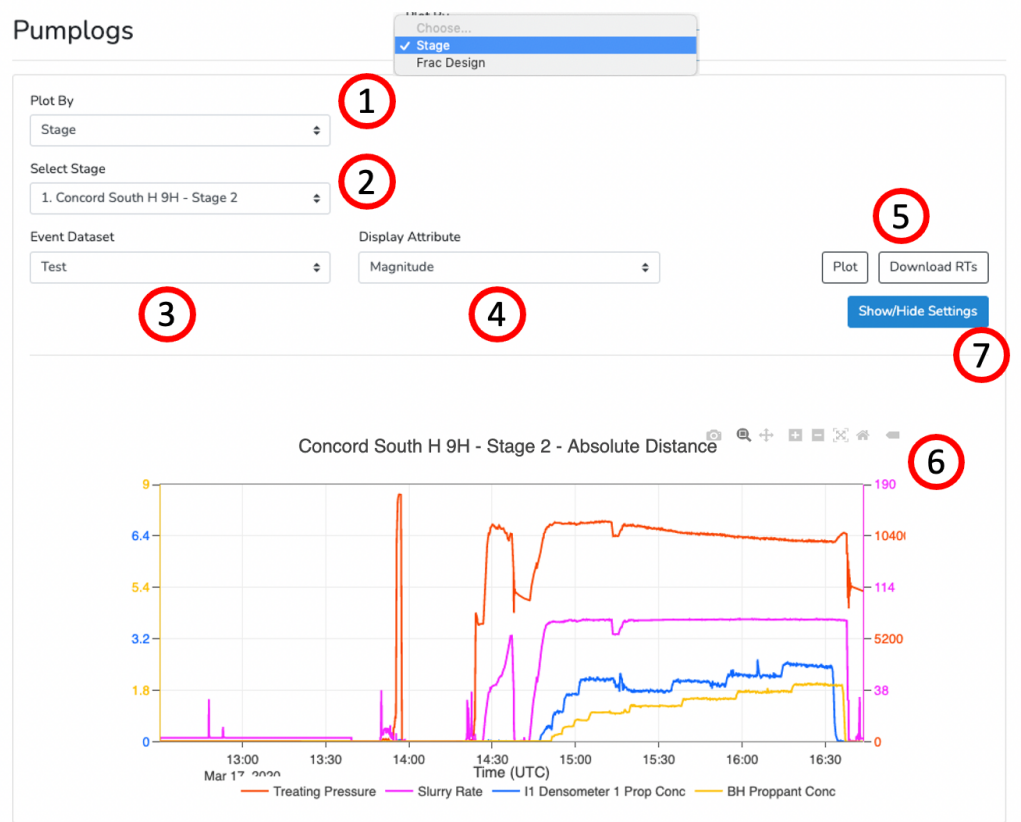 Pumplogs
Plot By
Choose...
✓ Stage
Frac Design
Plot By
1
Stage
Select Stage
2
1. Concord South H 9H - Stage 2
5
Event Dataset
Display Attribute
Test
Magnitude
Plot
Download RTs
3
4
Show/Hide Settings
7
Concord South H 9H - Stage 2 - Absolute Distance
6
9
190
6.4
1040
5.4
114
3.2
5200
1.8
38
0
0
13:00
13:30
14:00
14:30
15:00
15:30
16:00
16:30
Mar 17, 2020
Time (UTC)
Treating Pressure
Slurry Rate
I1 Densometer 1 Prop Conc
BH Proppant Conc